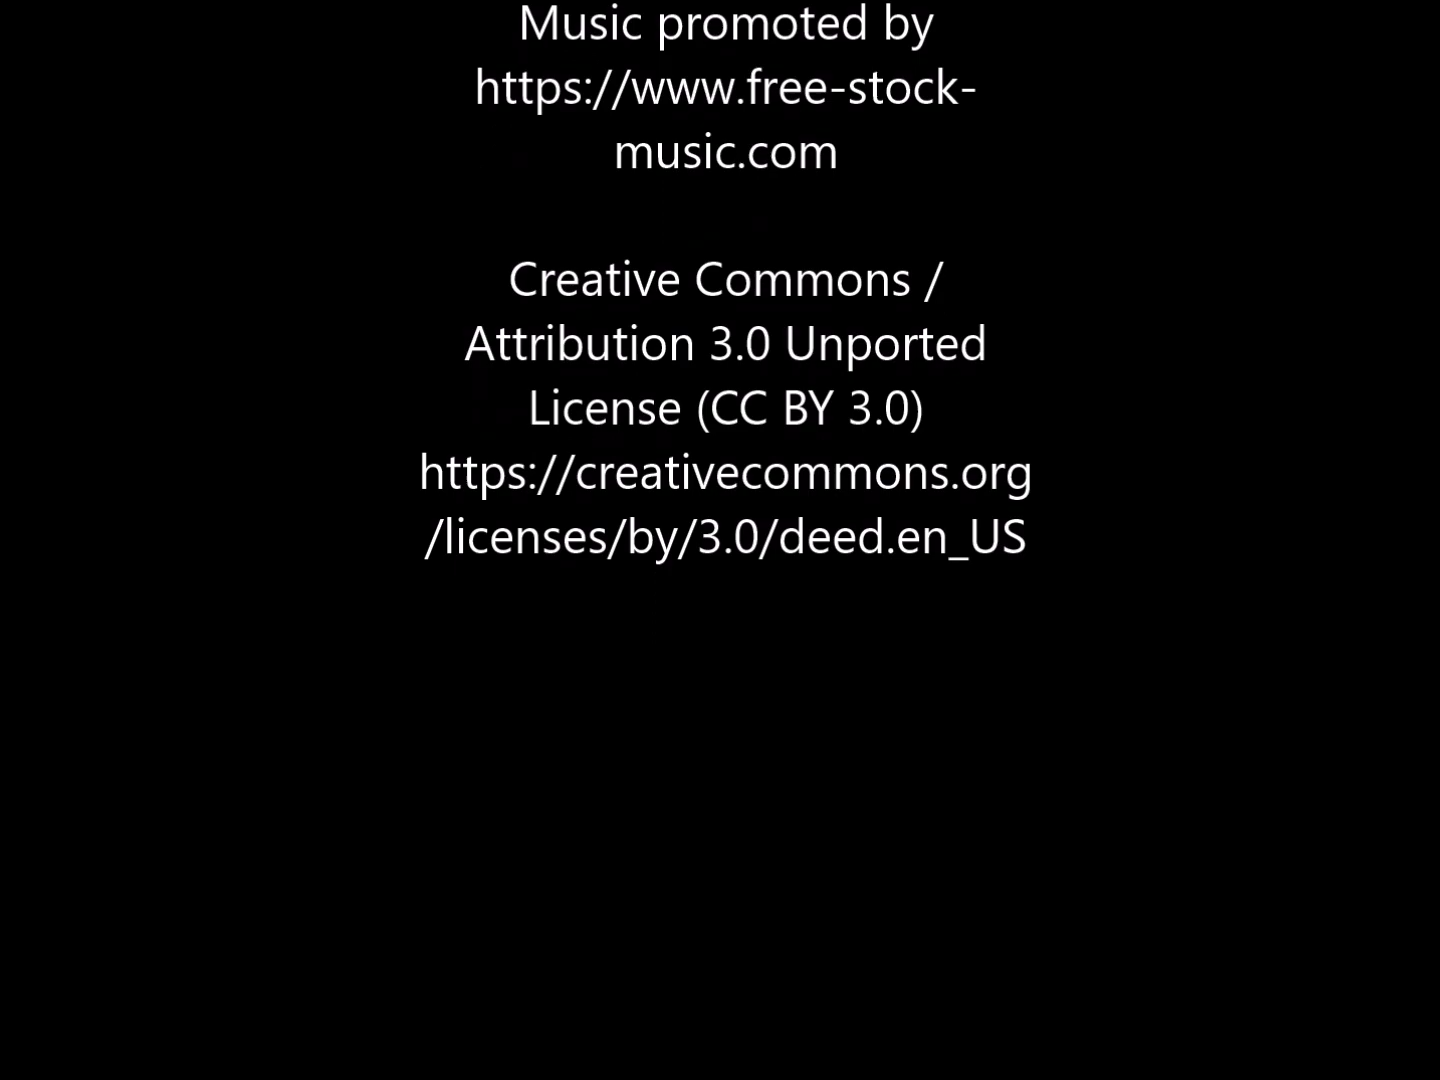 Music promoted by
https://www.free-stock-
music.com
Creative Commons /
Attribution 3.0 Unported
License (CC BY 3.0)
https://creativecommons.org
/licenses/by/3.0/deed.en_US